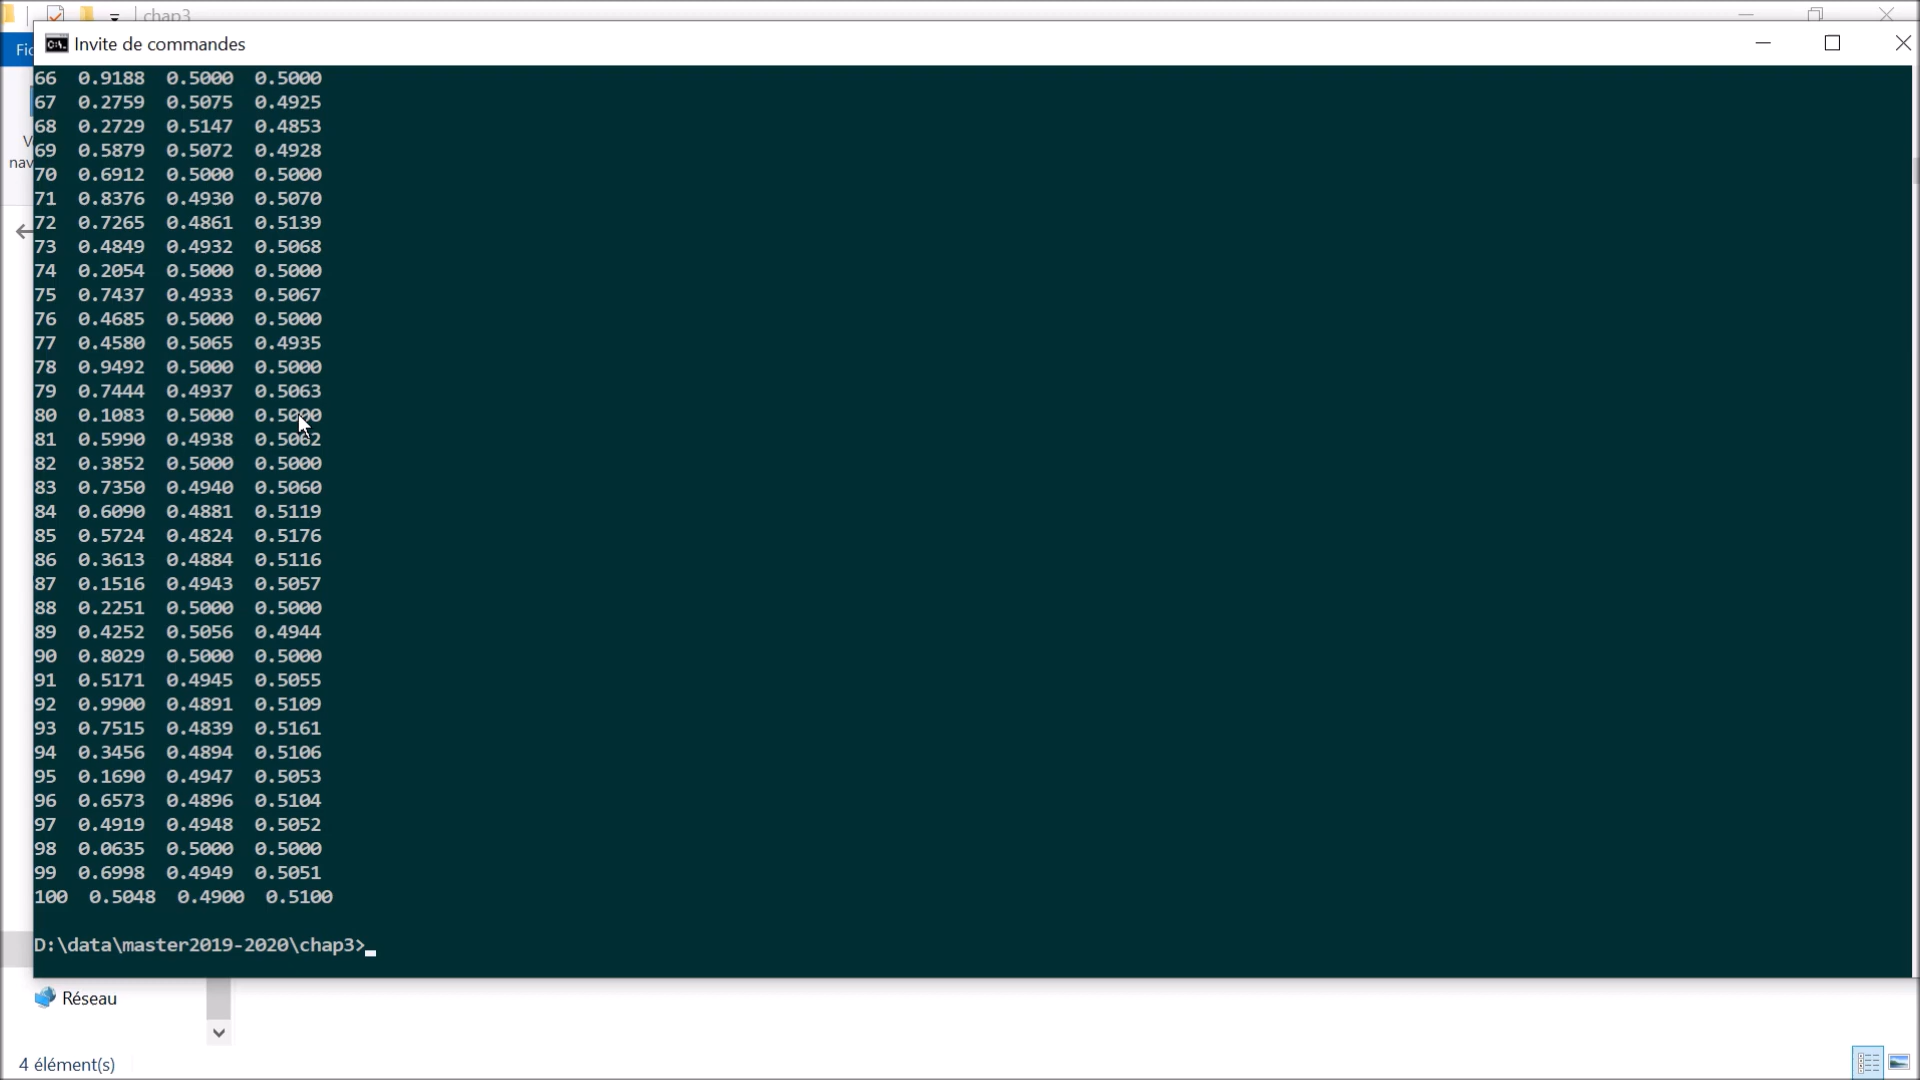 chap3
Invite de commandes
66 0.9188 0.5000 0.5000
67 0.2759 0.5075 0.4925
68 0.2729 0.5147 0.4853
69 0.5879 0.5072 0.4928
70 0.6912 0.5000 0.5000
71 0.8376 0.4930 0.5070
72 0.7265 0.4861 0.5139
73 0.4849 0.4932 0.5068
74 0.2054 0.5000 0.5000
75 0.7437 0.4933 0.5067
76 0.4685 0.5000 0.5000
77 0.4580 0.5065 0.4935
78 0.9492 0.5000 0.5000
79 0.7444 0.4937 0.5063
80 0.1083 0.5000 0.5000
81 0.5990 0.4938 0.5062
82 0.3852 0.5000 0.5000
83 0.7350 0.4940 0.5060
84 0.6090 0.4881 0.5119
85 0.5724 0.4824 0.5176
86 0.3613 0.4884 0.5116
87 0.1516 0.4943 0.5057
88 0.2251 0.5000 0.5000
89 0.4252 0.5056 0.4944
90 0.8029 0.5000 0.5000
91 0.5171 0.4945 0.5055
92 0.9900 0.4891 0.5109
93 0.7515 0.4839 0.5161
94 0.3456 0.4894 0.5106
95 0.1690 0.4947 0.5053
96 0.6573 0.4896 0.5104
97 0.4919 0.4948 0.5052
98 0.0635 0.5000 0.5000
99 0.6998 0.4949 0.5051
100 0.5048 0.4900 0.5100
D:\data\master2019-2020\chap3>
Réseau
4 élément(s)